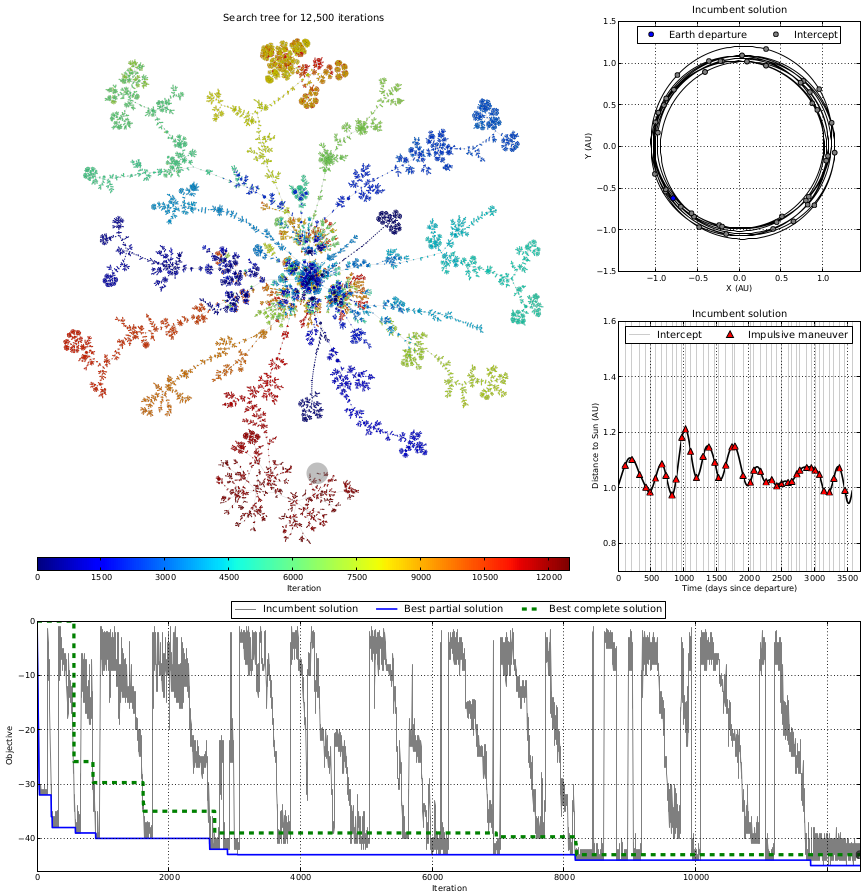 Search tree for 12,500 iterations
0 1500 3000 4500 6000 7500 9000 10500 12000
Iteration
Incumbent solution
Earth departure Intercept
1.5
1.0
0.5
0.0
−0.5
−1.0
−1.5
Y (AU)
−1.0 −0.5 0.0 0.5 1.0
X (AU)
Incumbent solution
Intercept Impulsive maneuver
1.6
1.4
1.2
1.0
0.8
Distance to Sun (AU)
0 500 1000 1500 2000 2500 3000 3500
Time (days since departure)
Incumbent solution Best partial solution Best complete solution
0
−10
−20
−30
−40
Objective
0 2000 4000 6000 8000 10000
Iteration